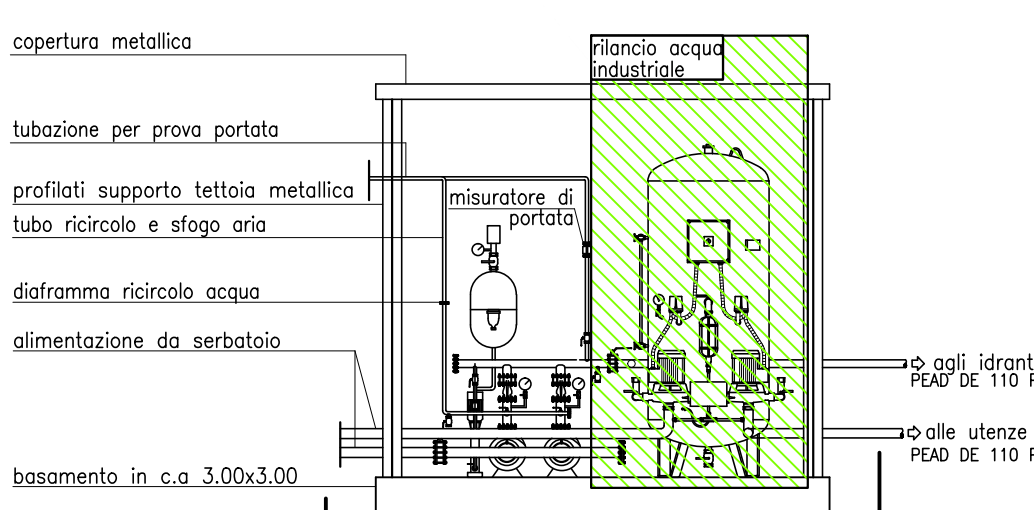 copertura metallica
rilancio acqua
industriale
tubazione per prova portata
profilati supporto tettoia metallica
misuratore di
portata
tubo ricircolo e sfogo aria
diaframma ricircolo acqua
alimentazione da serbatoio
agli idrant
PEAD DE 110
alle utenze
PEAD DE 110
basamento in c.a 3.00x3.00